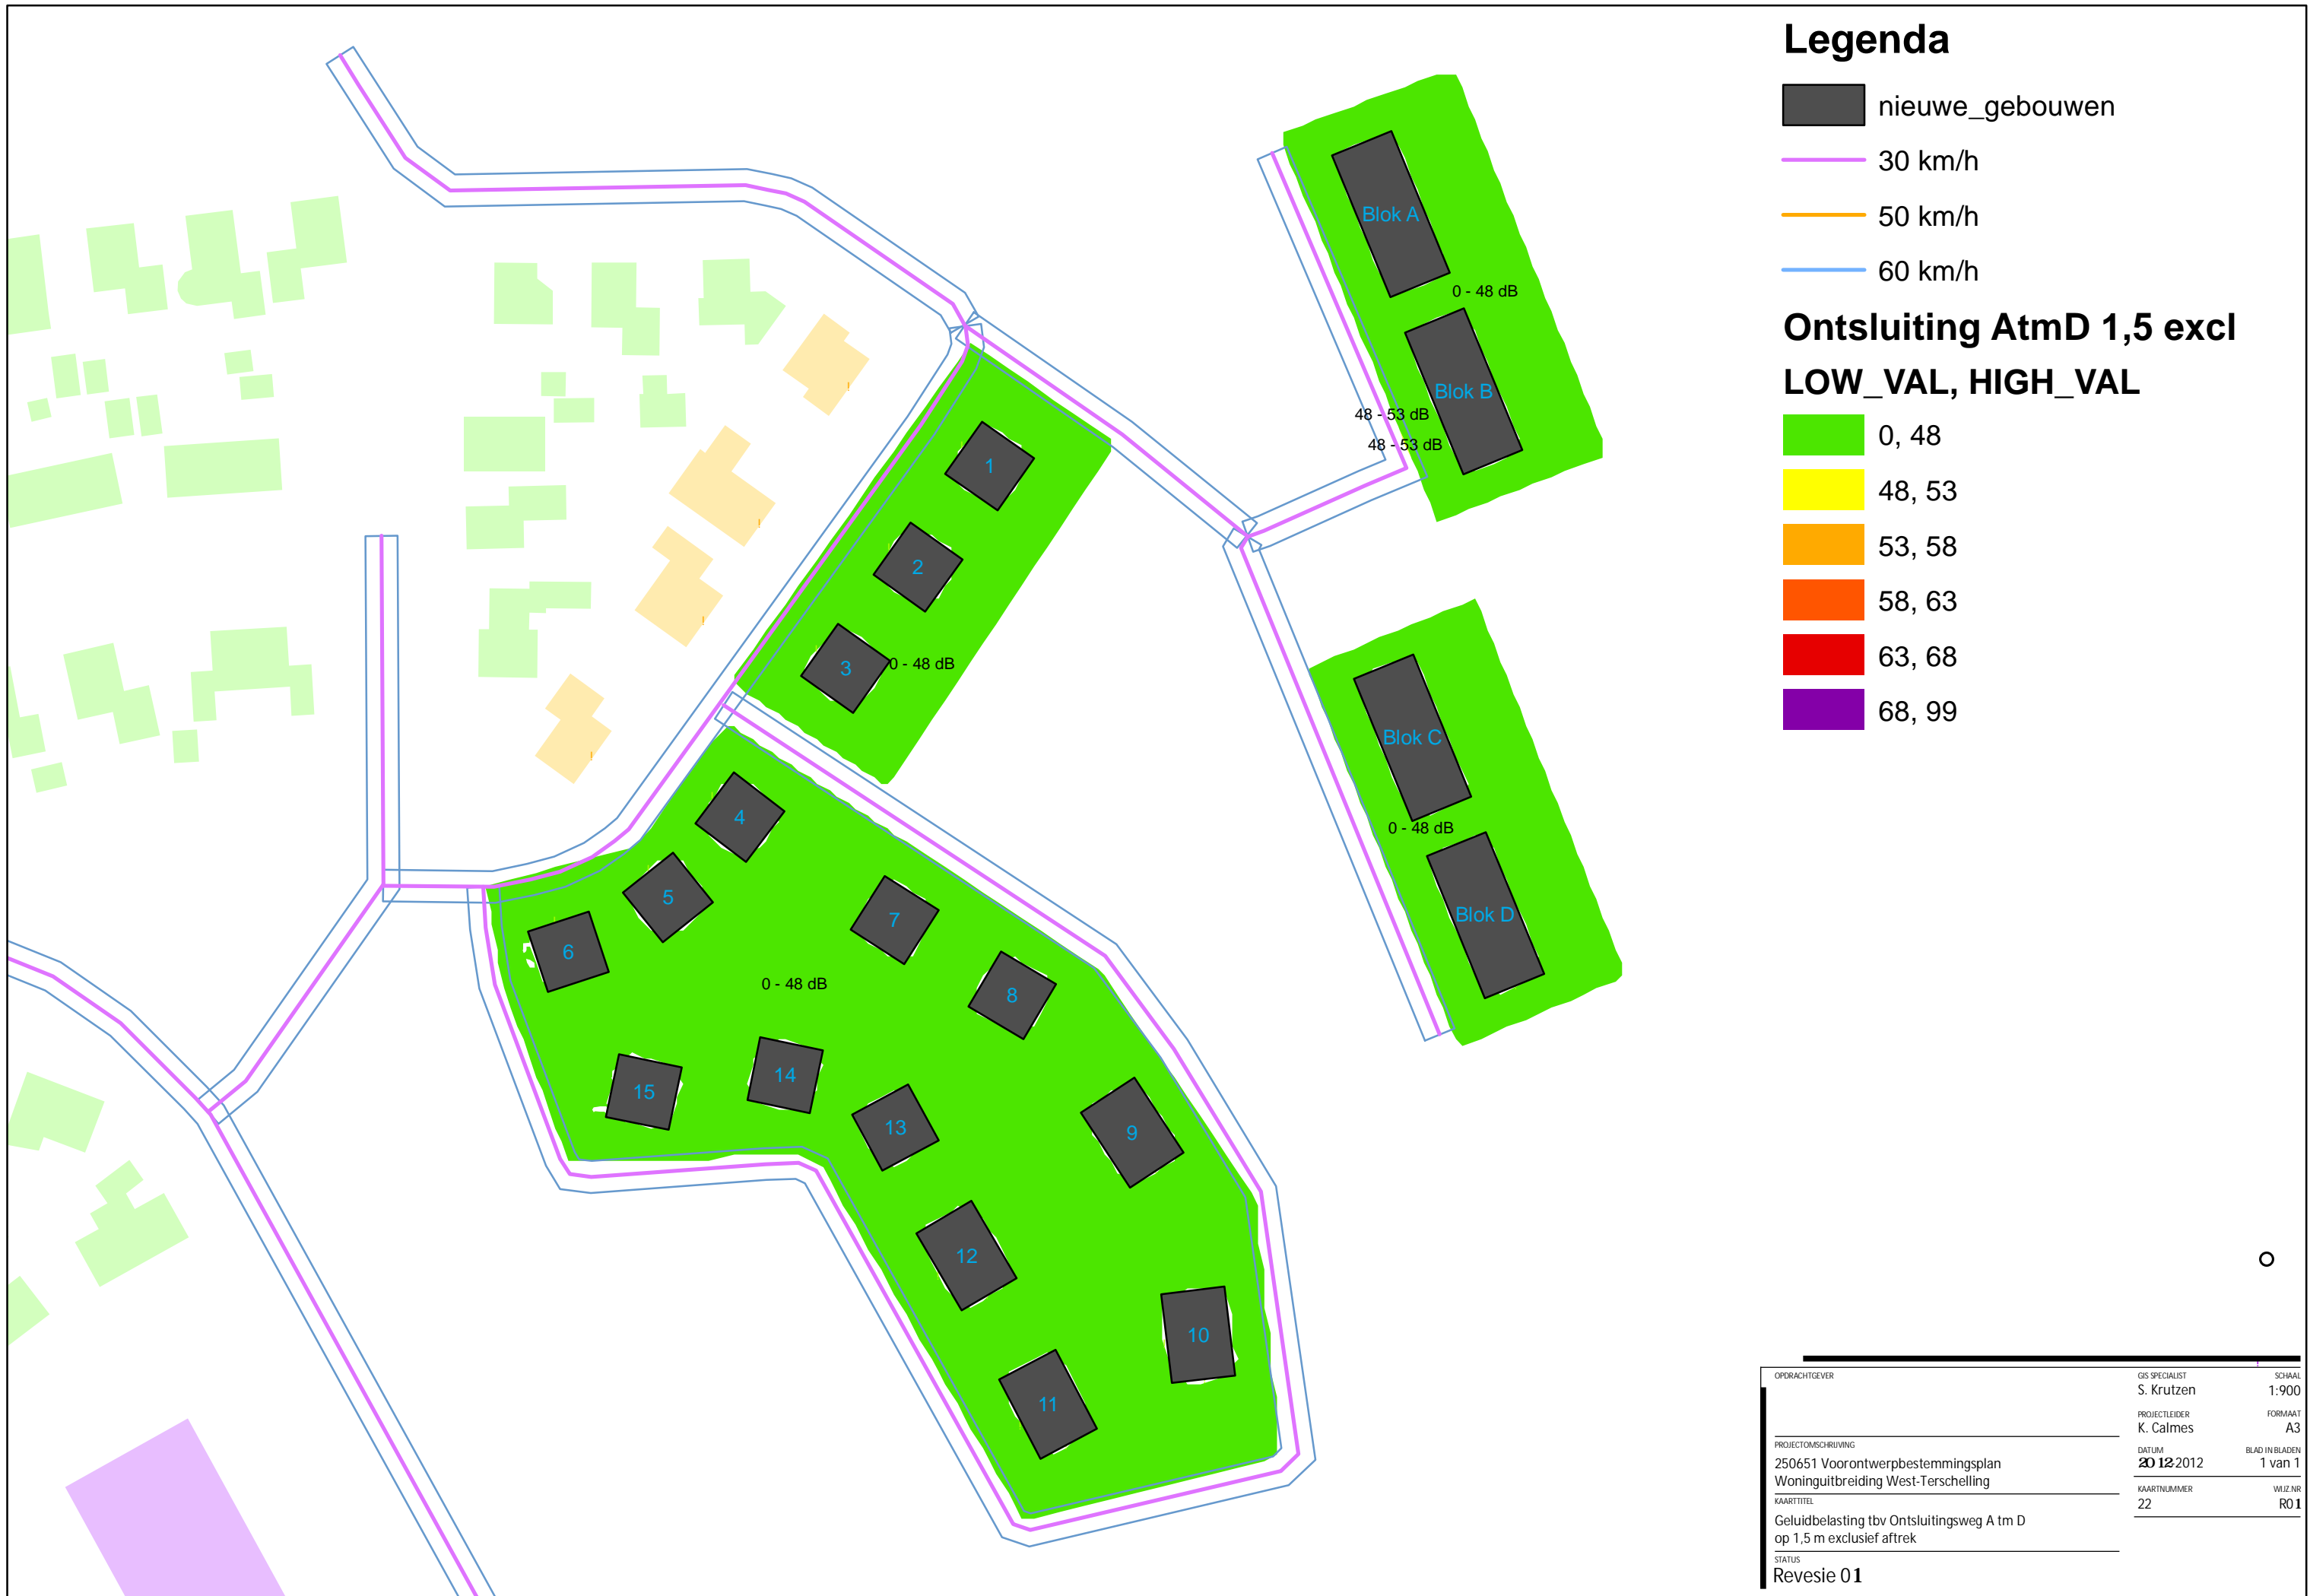 Legenda
nieuwe_gebouwen
30 km/h
50 km/h
60 km/h
Ontsluiting AtmD 1,5 excl
LOW_VAL, HIGH_VAL
0, 48
48, 53
53, 58
58, 63
63, 68
68, 99
Blok A
0 - 48 dB
Blok B
48 - 53 dB
48 - 53 dB
1
2
3
0 - 48 dB
Blok C
0 - 48 dB
Blok D
4
5
6
7
8
0 - 48 dB
14
15
13
9
12
10
11
OPDRACHTGEVER
GIS SPECIALIST
SCHAAL
S. Krutzen
1:900
PROJECTLEIDER
FORMAAT
K. Calmes
A3
PROJECTOMSCHRIJVING
250651 Voorontwerpbestemmingsplan
Woninguitbreiding West-Terschelling
DATUM
BLAD IN BLADEN
20 12-2012
1 van 1
KAARTNUMMER
WIJZ.NR
22
R01
KAARTTITEL
Geluidbelasting tbv Ontsluitingsweg A tm D
op 1,5 m exclusief aftrek
STATUS
Revesie 01